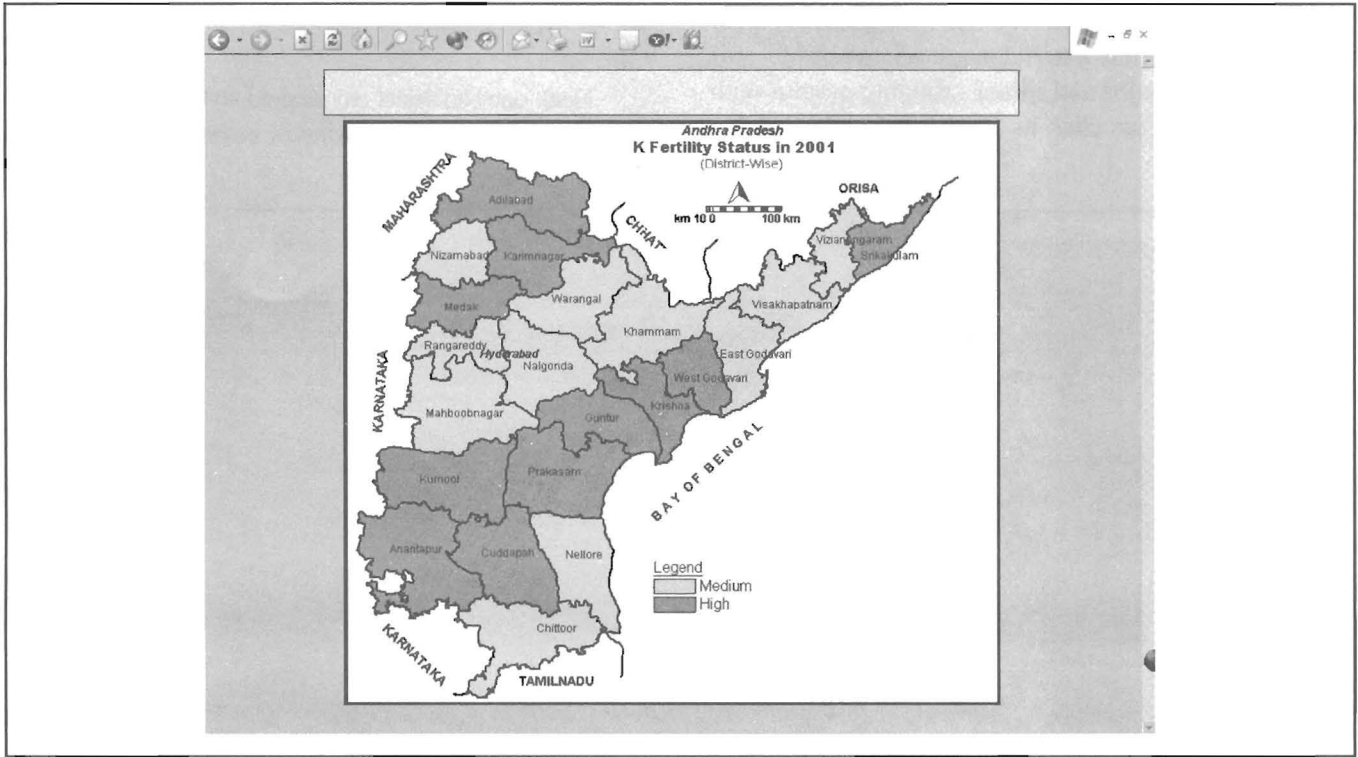 Andhra Pradesh
K Fertility Status in 2001
(District-Wise)
MAHARASHTRA
ORISA
km 10 0 100 km
CHHAT
Adilabad
Nizamabad
Karimnagar
Vizianangaram
Srikakulam
Medak
Warangal
Visakhapatnam
Khammam
Rangareddy
Hyderabad
East Godavari
Nalgonda
West Godavari
KARNATAKA
Mahboobnagar
Krishna
Guntur
BAY OF BENGAL
Kurnool
Prakasam
Anantapur
Cuddapah
Nellore
Legend
Medium
High
Chittoor
KARNATAKA
TAMILNADU